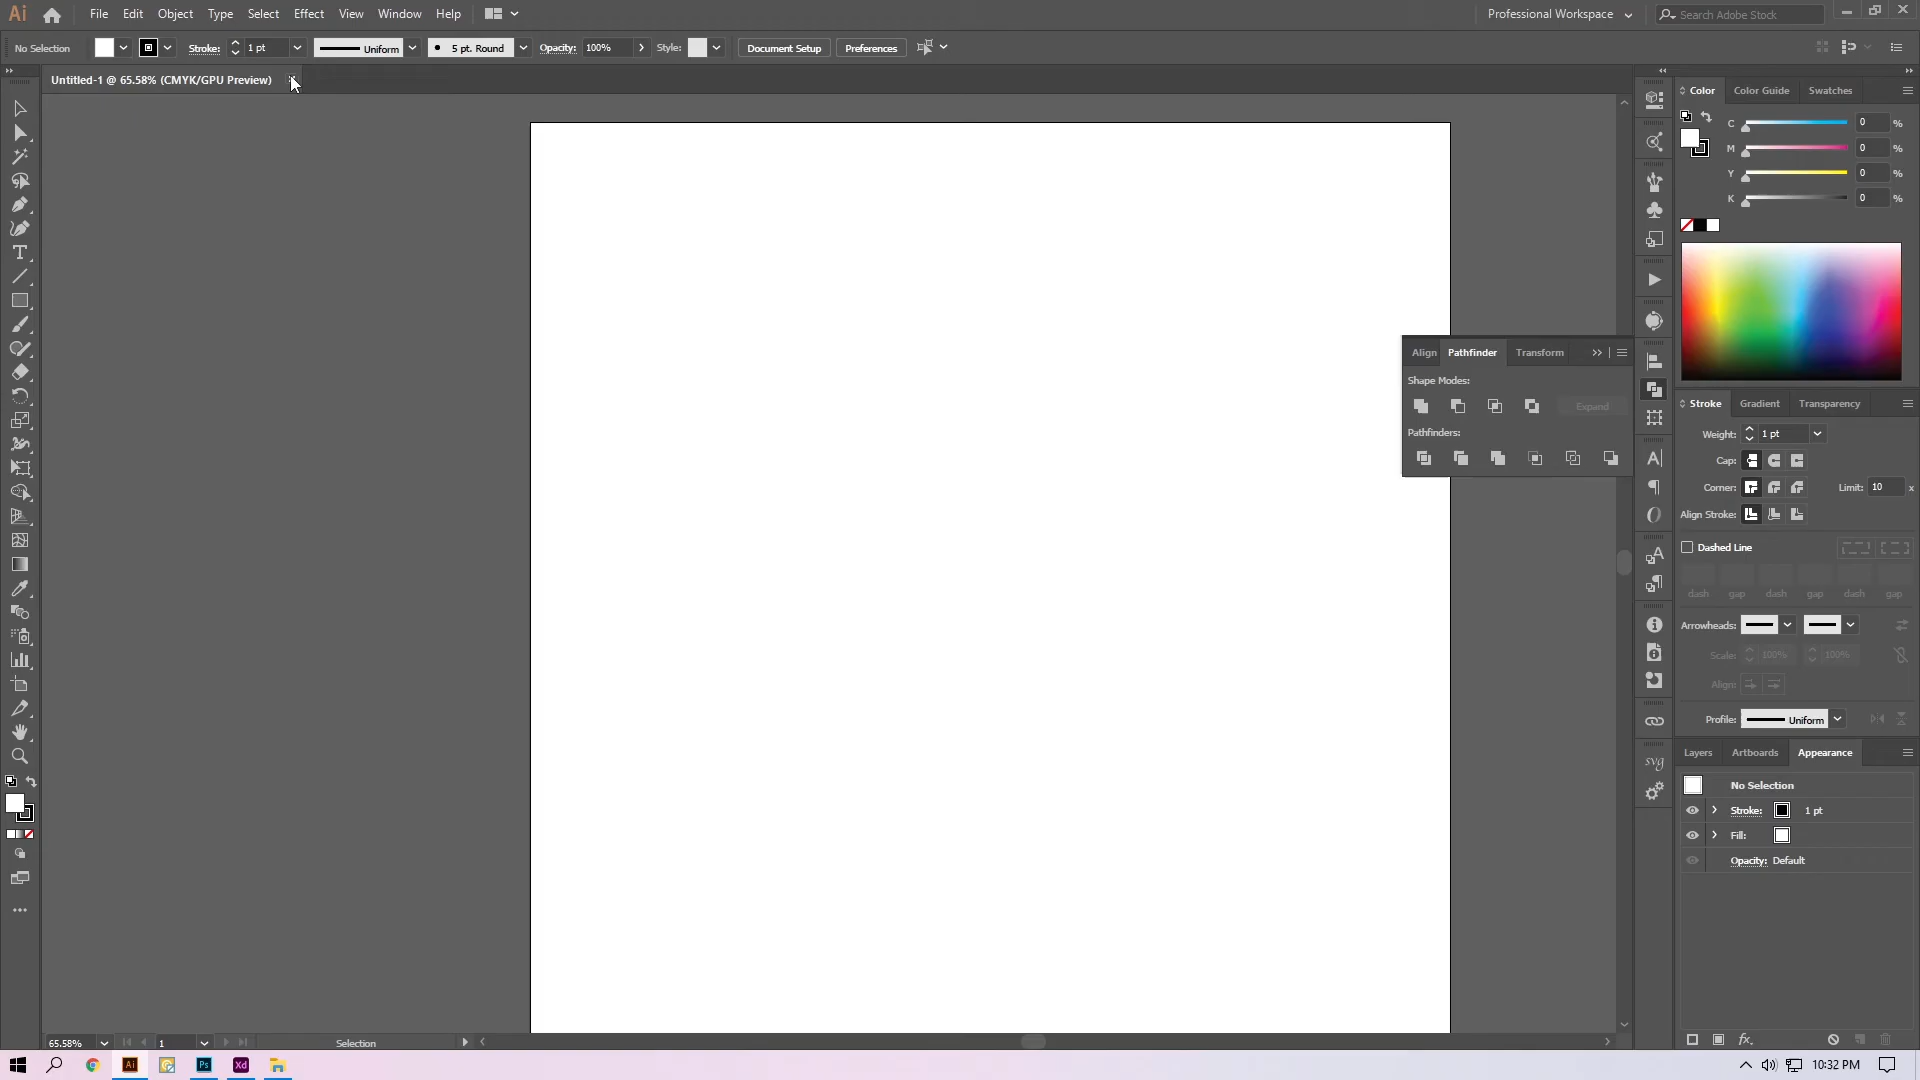 Ai File Edit Object Type Select Effect View Window Help Professional Workspace Search Adobe Stock
No Selection Stroke: 1 pt Uniform 5 pt. Round Opacity: 100% Style: Document Setup Preferences
Untitled-1 @ 65.58% (CMYK/GPU Preview)
Color Color Guide Swatches
C 0 %
M 0 %
Y 0 %
K 0 %
Align Pathfinder Transform
Shape Modes:
Expand
Pathfinders:
Stroke Gradient Transparency
Weight: 1 pt
Cap:
Corner: Limit: 10 x
Align Stroke:
Dashed Line
dash gap dash gap dash gap
Arrowheads:
Scale: 100% 100%
Align:
Profile: Uniform
Layers Artboards Appearance
No Selection
Stroke: 1 pt
Fill:
Opacity: Default
svg
fx
65.58% 1 Selection
Ai Ps Xd 10:32 PM